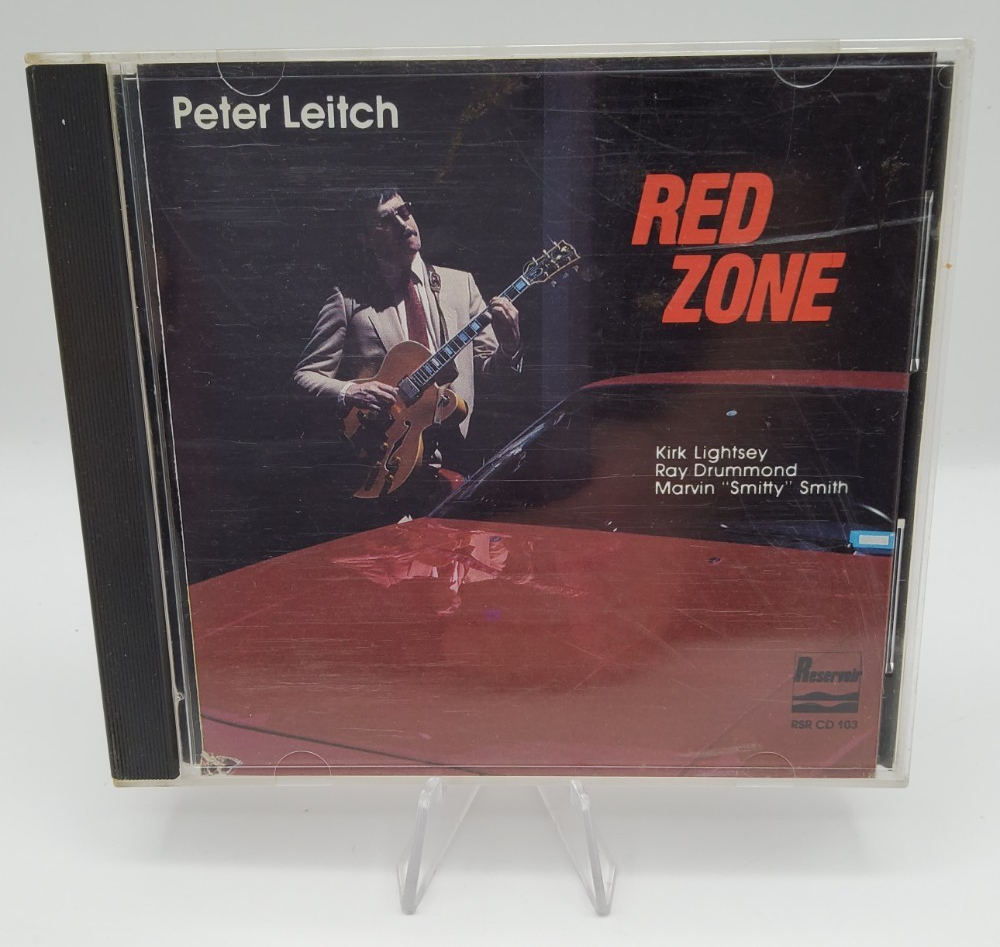 Peter Leitch
RED
ZONE
Kirk Lightsey
Ray Drummond
Marvin "Smitty" Smith
Reservoir
RSR CD 103